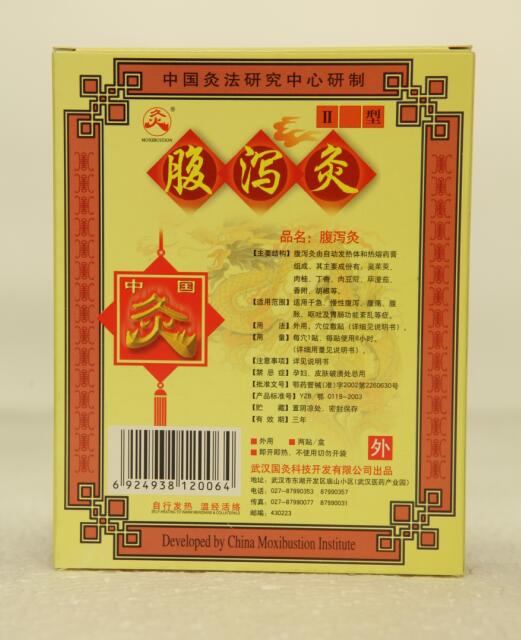 中国灸法研究中心研制
灸®
MOXIBUSTION
II 型
腹泻灸
品名：腹泻灸
【主要结构】腹泻灸由自动发热体和热熔药膏
组成，其主要成份有：吴茱萸、
肉桂、丁香、肉豆蔻、荜澄茄、
香附、胡椒等。
【适用范围】适用于急、慢性腹泻、腹痛、腹
胀、呕吐及胃肠功能紊乱等症。
【用 法】外用，穴位敷贴（详细见说明书）。
【用 量】每穴1贴，每贴使用8小时。
（详细用量见说明书）。
【注意事项】详见说明书
【禁忌症】孕妇、皮肤破溃处忌用
【批准文号】鄂药管械(准)字2002第2260630号
【产品标准号】YZB/鄂 0119-2003
【贮 藏】置阴凉处、密封保存
【有效期】三年
中国
灸
■外用 ■两贴/盒
■即开即热，不使用切勿开袋
外
武汉国灸科技开发有限公司出品
地址：武汉市东湖开发区庙山小区(武汉医药产业园)
电话：027-87990353 87990357
传真：027-87990077 87990031
邮编：430223
6 924938 120064
自行发热 温经活络
SELF-HEATING TO WARM MERIDIANS & COLLATERALS
Developed by China Moxibustion Institute